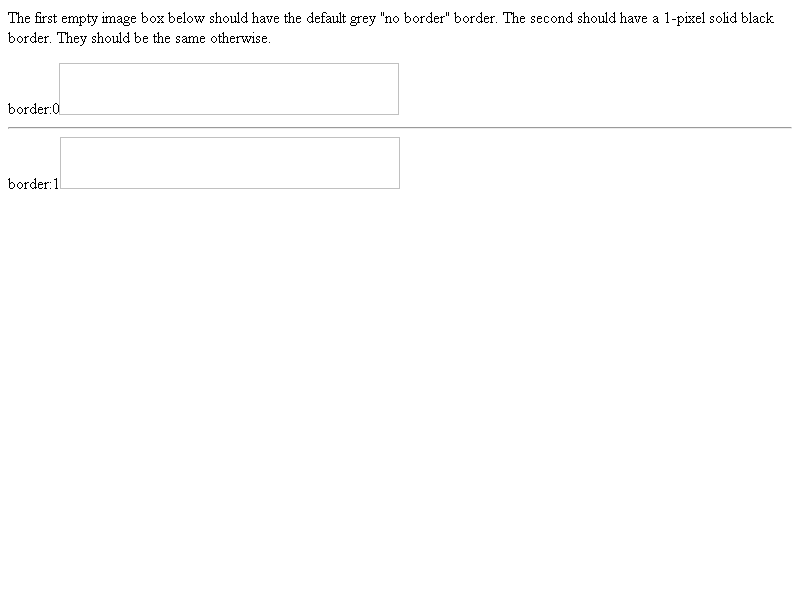 The first empty image box below should have the default grey "no border" border. The second should have a 1-pixel solid black
border. They should be the same otherwise.
border:0
border:1